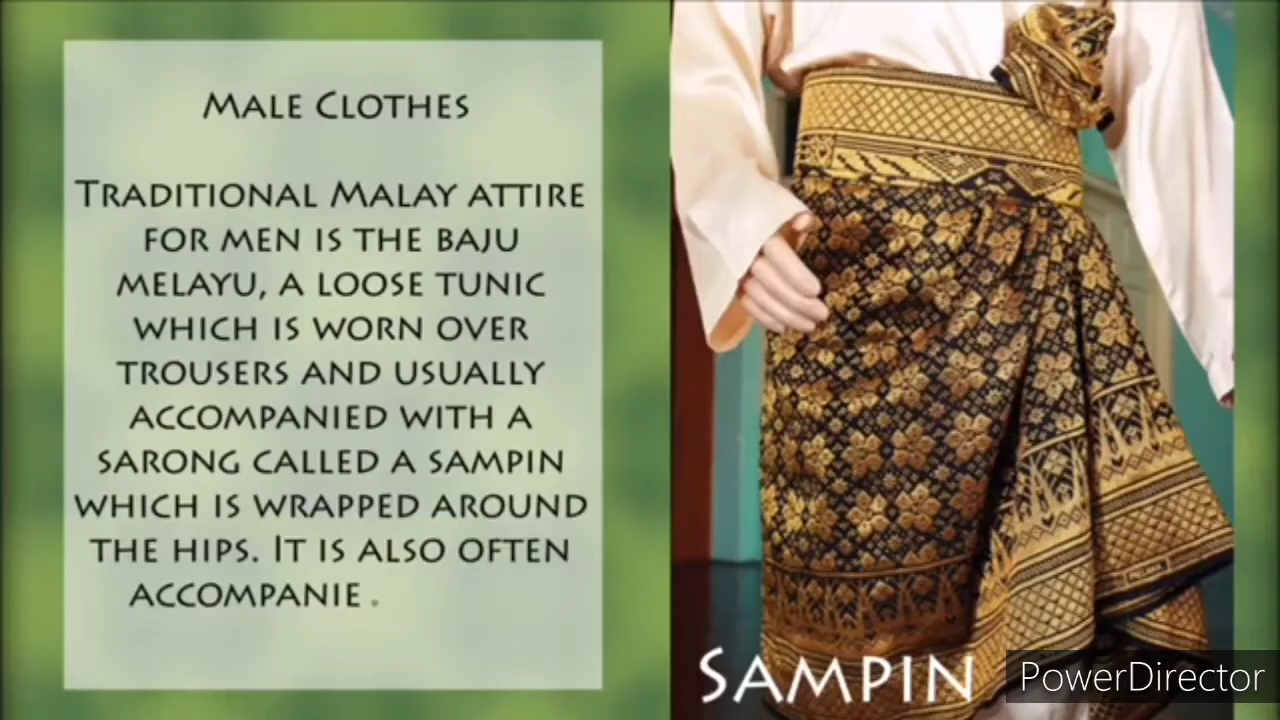 Male Clothes
Traditional Malay attire
for men is the baju
melayu, a loose tunic
which is worn over
trousers and usually
accompanied with a
sarong called a sampin
which is wrapped around
the hips. It is also often
accompanie
Sampin
PowerDirector